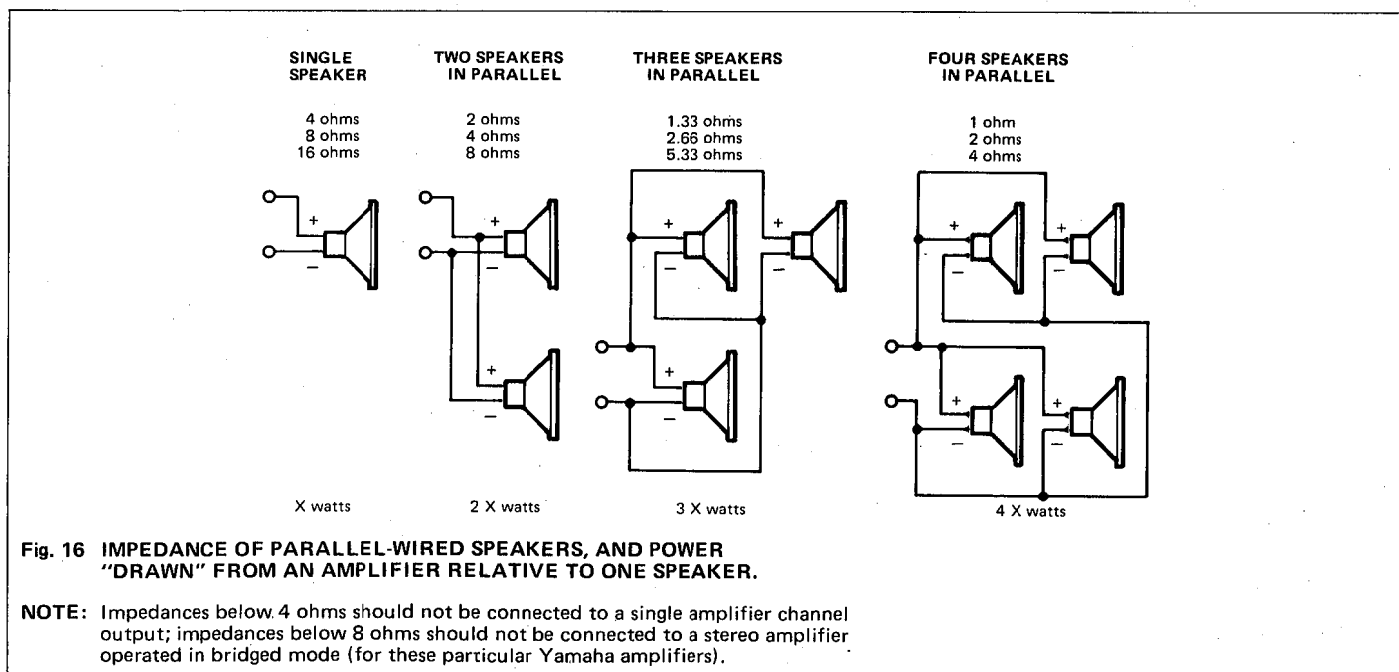 SINGLE
SPEAKER
TWO SPEAKERS
IN PARALLEL
THREE SPEAKERS
IN PARALLEL
FOUR SPEAKERS
IN PARALLEL
4 ohms
8 ohms
16 ohms
2 ohms
4 ohms
8 ohms
1.33 ohms
2.66 ohms
5.33 ohms
1 ohm
2 ohms
4 ohms
+
−
+
−
+
−
+
−
+
−
+
−
+
−
+
−
+
−
+
−
X watts
2 X watts
3 X watts
4 X watts
Fig. 16 IMPEDANCE OF PARALLEL-WIRED SPEAKERS, AND POWER
"DRAWN" FROM AN AMPLIFIER RELATIVE TO ONE SPEAKER.
NOTE: Impedances below 4 ohms should not be connected to a single amplifier channel
output; impedances below 8 ohms should not be connected to a stereo amplifier
operated in bridged mode (for these particular Yamaha amplifiers).